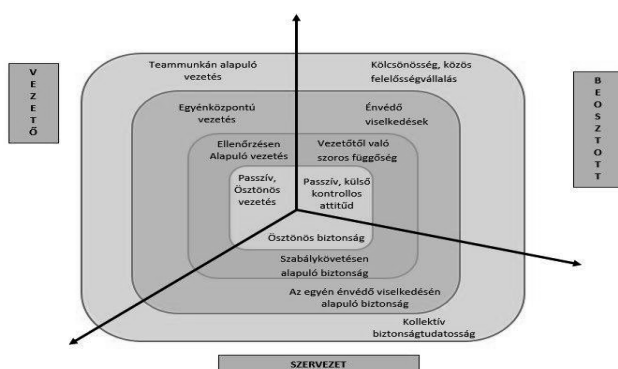 V
E
Z
E
T
Ő
Teammunkán alapuló
vezetés
Kölcsönösség, közös
felelősségvállalás
B
E
O
S
Z
T
O
T
T
Egyénközpontú
vezetés
Énvédő
viselkedések
Ellenőrzésen
Alapuló vezetés
Vezetőtől való
szoros függőség
Passzív,
Ösztönös
vezetés
Passzív, külső
kontrollos
attitűd
Ösztönös biztonság
Szabálykövetésen
alapuló biztonság
Az egyén énvédő viselkedésén
alapuló biztonság
Kollektív
biztonságtudatosság
SZERVEZET